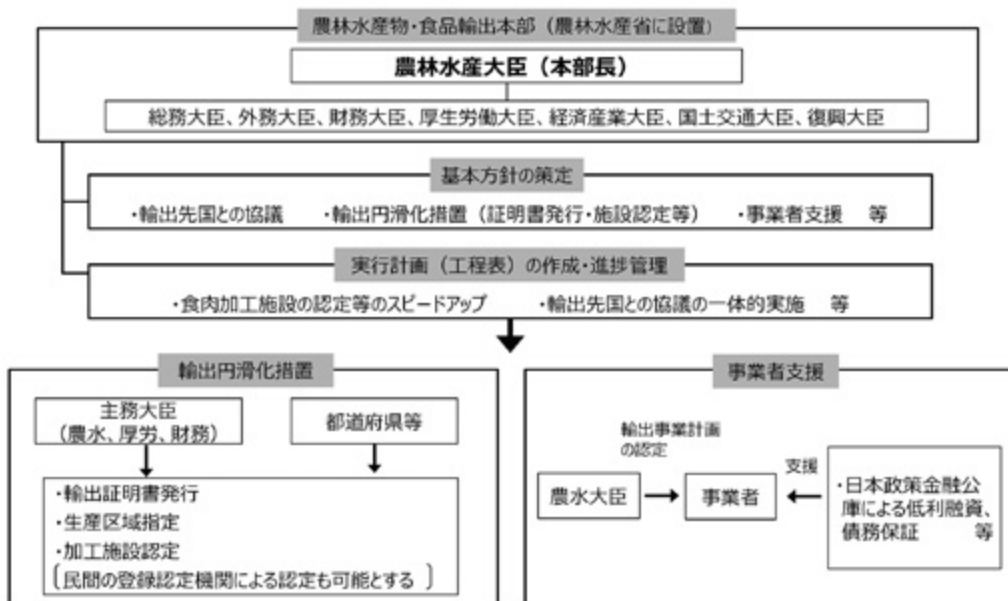 農林水産物・食品輸出本部（農林水産省に設置）
農林水産大臣（本部長）
総務大臣、外務大臣、財務大臣、厚生労働大臣、経済産業大臣、国土交通大臣、復興大臣
基本方針の策定
・輸出先国との協議　・輸出円滑化措置（証明書発行・施設認定等）　・事業者支援　等
実行計画（工程表）の作成・進捗管理
・食肉加工施設の認定等のスピードアップ　・輸出先国との協議の一体的実施　等
輸出円滑化措置
主務大臣
（農水、厚労、財務）
都道府県等
・輸出証明書発行
・生産区域指定
・加工施設認定
〔民間の登録認定機関による認定も可能とする　〕
事業者支援
輸出事業計画
の認定
農水大臣
事業者
支援
・日本政策金融公
庫による低利融資、
債務保証　等